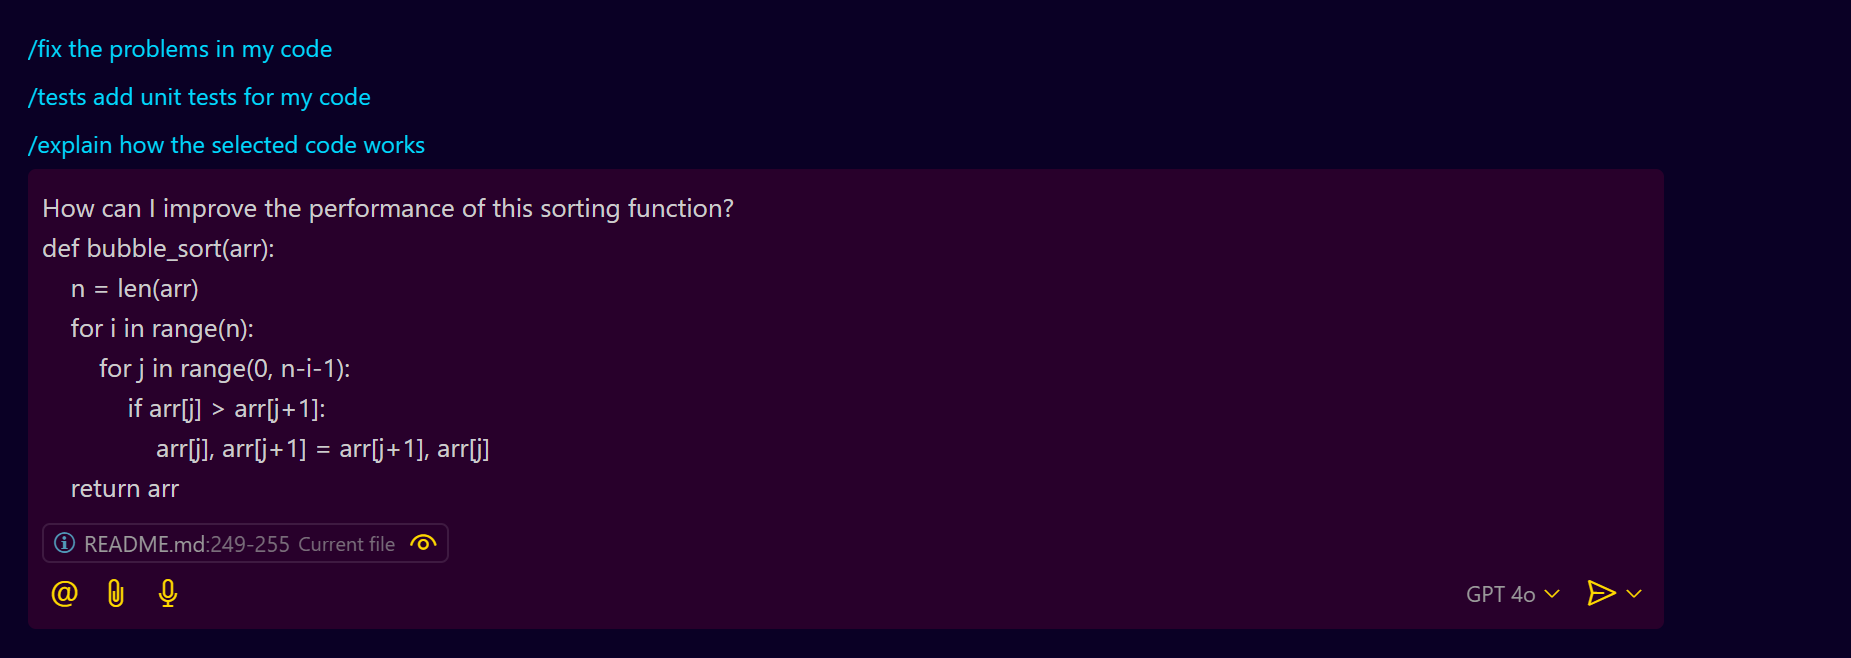 /fix the problems in my code
/tests add unit tests for my code
/explain how the selected code works
How can I improve the performance of this sorting function?
def bubble_sort(arr):
    n = len(arr)
    for i in range(n):
        for j in range(0, n-i-1):
            if arr[j] > arr[j+1]:
                arr[j], arr[j+1] = arr[j+1], arr[j]
    return arr
README.md:249-255 Current file
GPT 4o